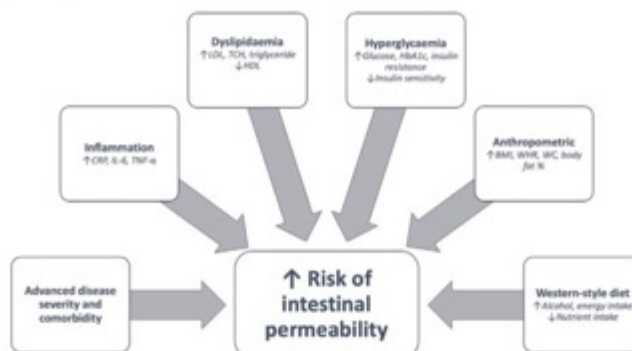 Dyslipidaemia
↑LDL, TCH, triglyceride
↓HDL
Hyperglycaemia
↑Glucose, HbA1c, insulin
resistance
↓Insulin sensitivity
Inflammation
↑CRP, IL-6, TNF-α
Anthropometric
↑BMI, WHR, WC, body
fat %
Advanced disease
severity and
comorbidity
↑ Risk of
intestinal
permeability
Western-style diet
↑Alcohol, energy intake
↓Nutrient intake